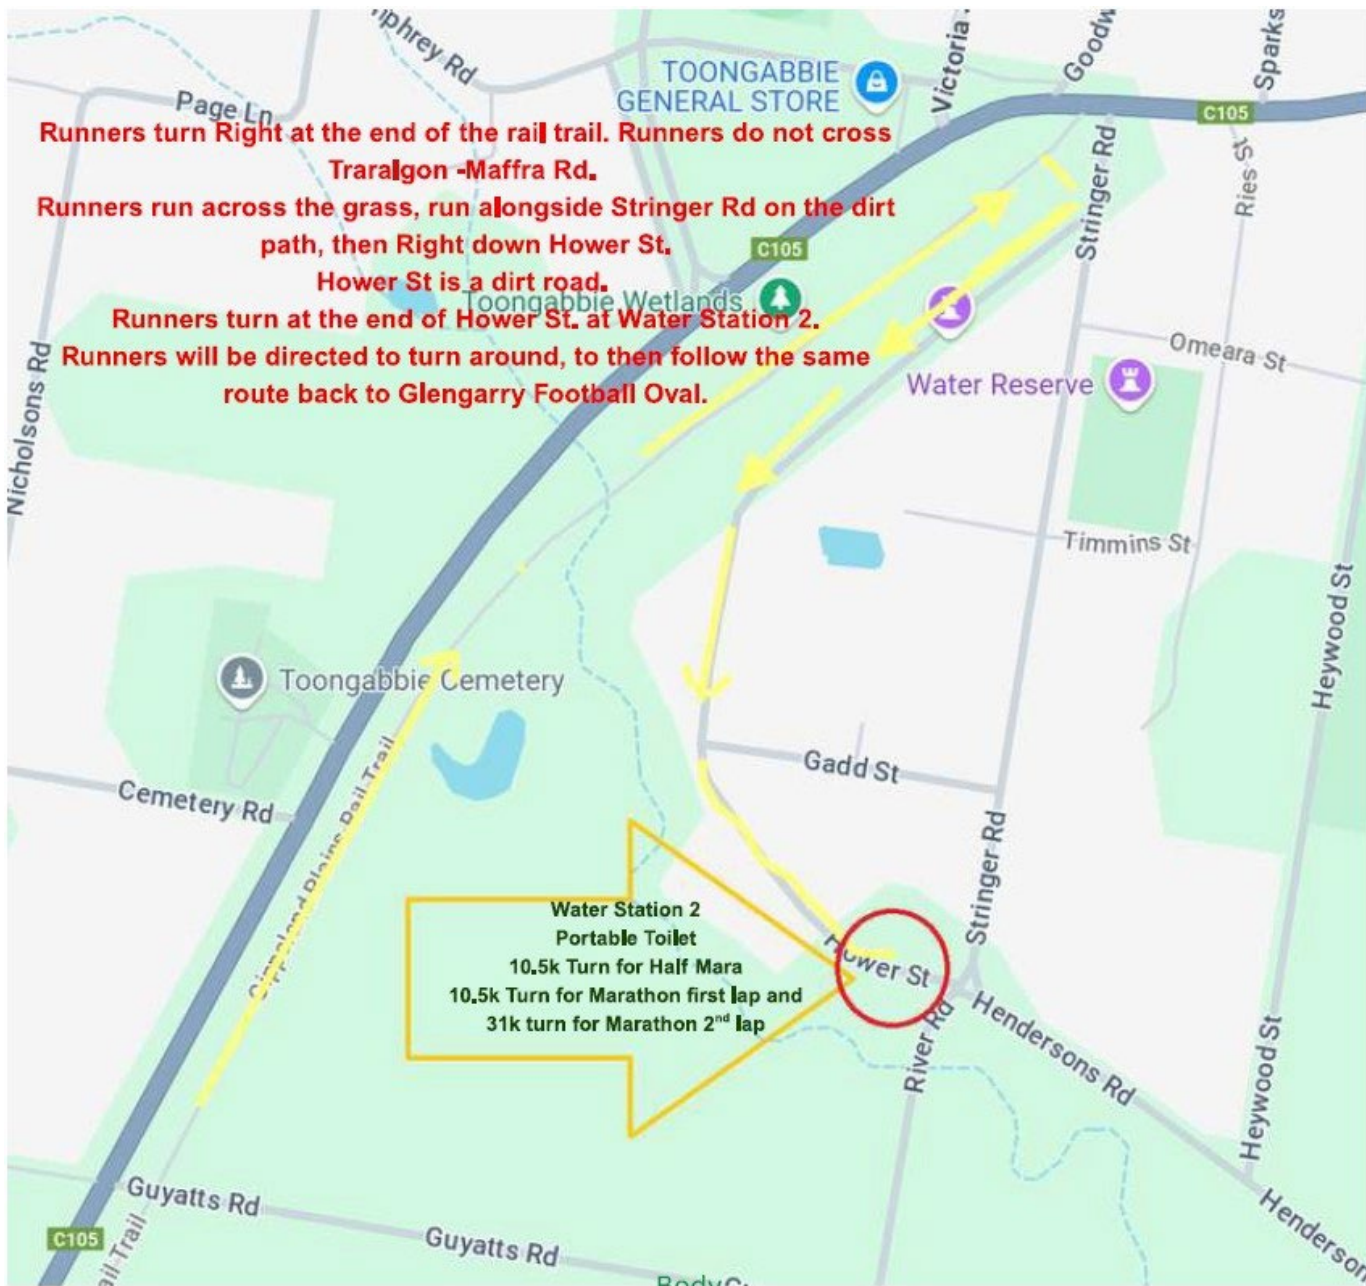 mphrey Rd
Victoria
Goodw
Sparks
TOONGABBIE
GENERAL STORE
Page Ln
C105
Runners turn Right at the end of the rail trail. Runners do not cross
Traralgon -Maffra Rd.
Runners run across the grass, run alongside Stringer Rd on the dirt
path, then Right down Hower St.
Hower St is a dirt road.
Runners turn at the end of Hower St. at Water Station 2.
Runners will be directed to turn around, to then follow the same
route back to Glengarry Football Oval.
Stringer Rd
Ries St
C105
Toongabbie Wetlands
Omeara St
Water Reserve
Nicholsons Rd
Timmins St
Heywood St
Toongabbie Cemetery
Gadd St
Cemetery Rd
Gippsland Plains Rail Trail
Stringer Rd
Water Station 2
Portable Toilet
10.5k Turn for Half Mara
10.5k Turn for Marathon first lap and
31k turn for Marathon 2nd lap
Hower St
River Rd
Hendersons Rd
Heywood St
Guyatts Rd
Guyatts Rd
C105
ail Trail
Henderson
Body